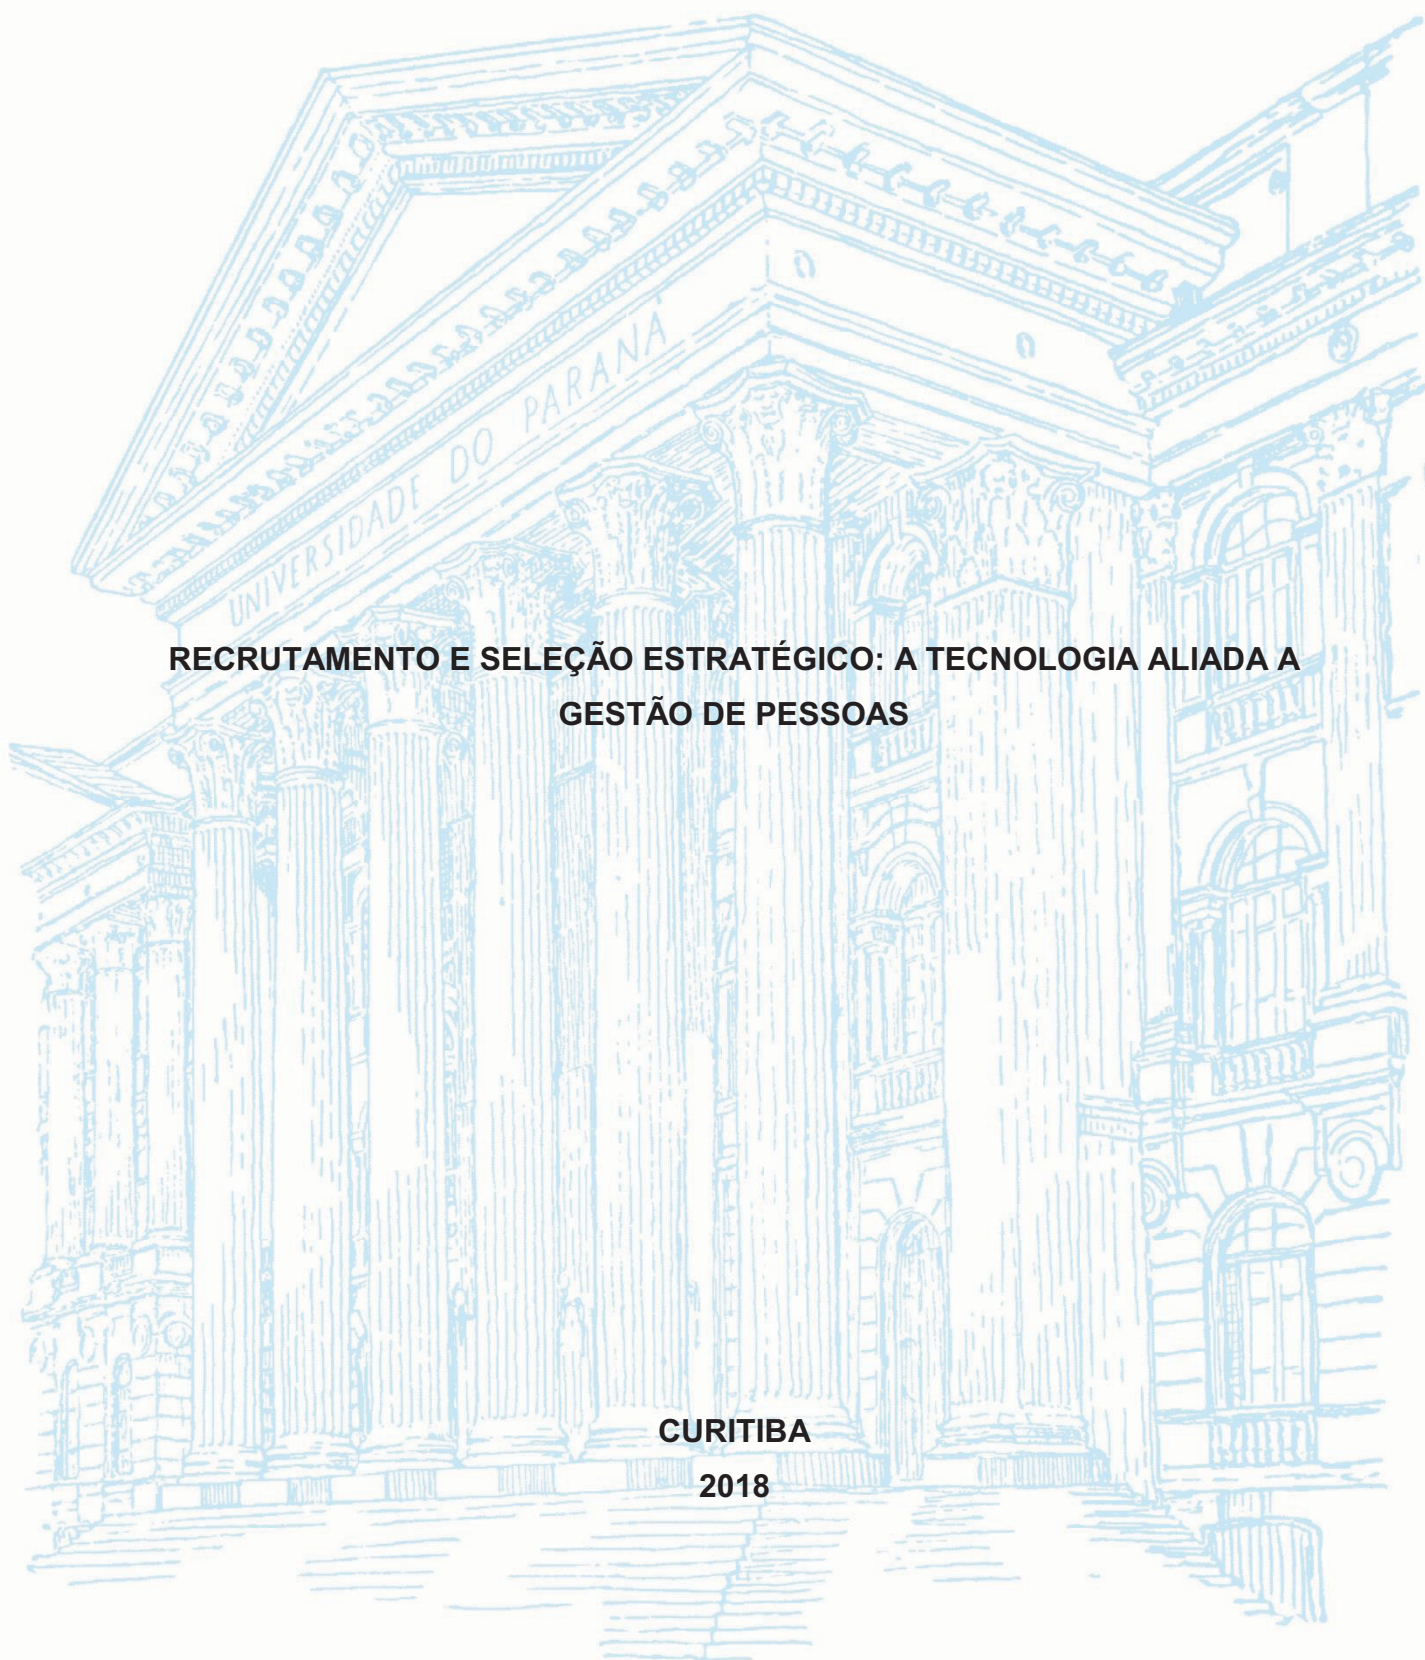 UNIVERSIDADE DO PARANÁ
RECRUTAMENTO E SELEÇÃO ESTRATÉGICO: A TECNOLOGIA ALIADA A
GESTÃO DE PESSOAS
CURITIBA
2018